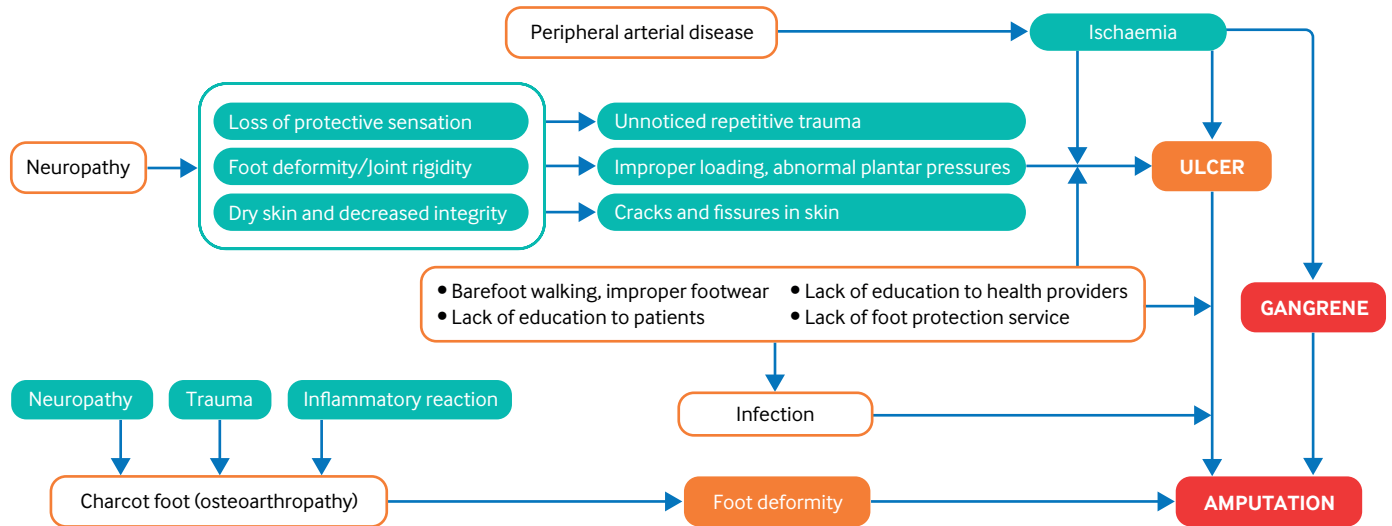 Peripheral arterial disease
Ischaemia
Loss of protective sensation
Unnoticed repetitive trauma
Neuropathy
Foot deformity/Joint rigidity
Improper loading, abnormal plantar pressures
ULCER
Dry skin and decreased integrity
Cracks and fissures in skin
• Barefoot walking, improper footwear
• Lack of education to patients
• Lack of education to health providers
• Lack of foot protection service
GANGRENE
Neuropathy
Trauma
Inflammatory reaction
Infection
Charcot foot (osteoarthropathy)
Foot deformity
AMPUTATION